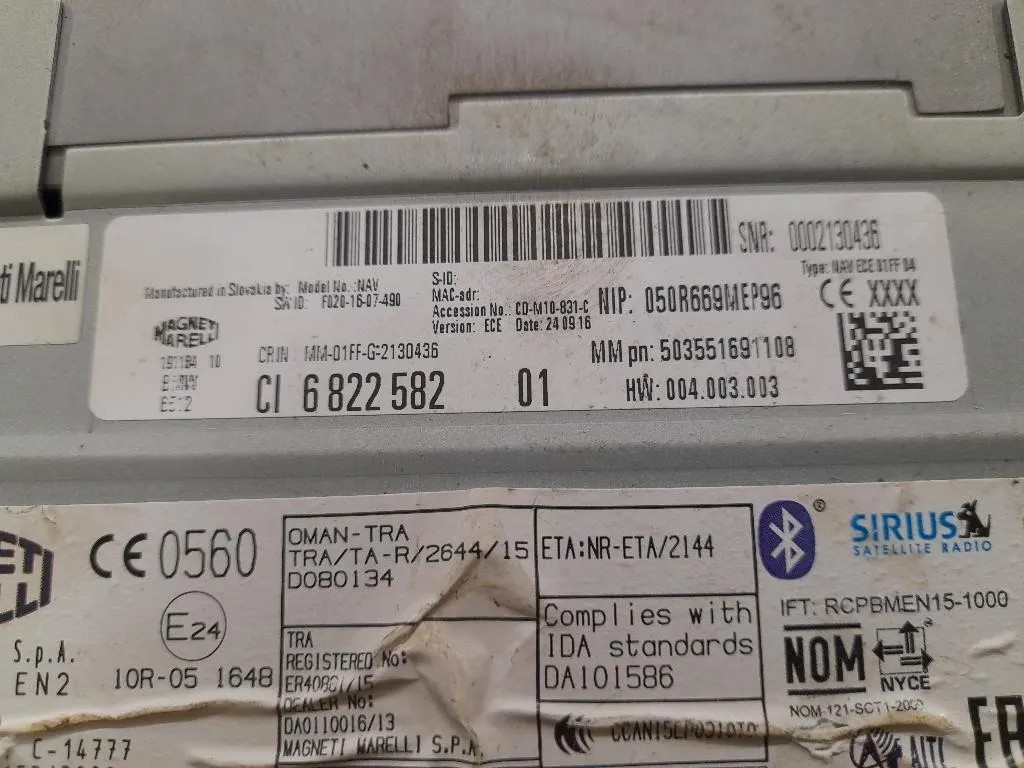 ti Marelli
SNR: 0002130436
Manufactured in Slovakia by: Model No.: NAV
SA ID: F020-16-07-490
S-ID:
MAC-adr:
Accession No.: CD-M10-831-C
Version: ECE Date: 24 09 16
NIP: 050R669MEP96
Type: NAV ECE 01FF 04
CE XXXX
MAGNETI
MARELLI
CRIN MM-01FF-G-2130436
MM pn: 503551691108
CI 6 822 582 01
HW: 004.003.003
NETI
RELLI
S.p.A.
EN2
CE 0560
E24
10R-05 1648
C-14777
OMAN-TRA
TRA/TA-R/2644/15
D080134
TRA
REGISTERED No:
DEALER No:
DA0110016/13
MAGNETI MARELLI S.P.A.
ETA:NR-ETA/2144
Complies with
IDA standards
DA101586
®
SIRIUS
SATELLITE RADIO
IFT: RCPBMEN15-1000
NOM
NYCE